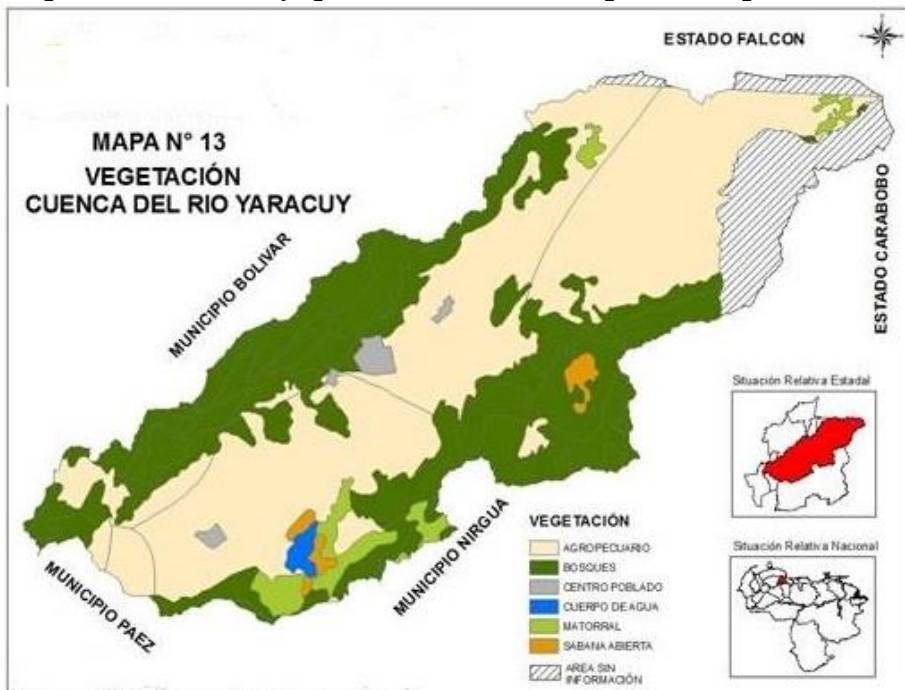 ESTADO FALCON
MAPA N° 13
VEGETACIÓN
CUENCA DEL RIO YARACUY
MUNICIPIO BOLIVAR
ESTADO CARABOBO
MUNICIPIO NIRGUA
MUNICIPIO PAEZ
VEGETACIÓN
AGROPECUARIO
BOSQUES
CENTRO POBLADO
CUERPO DE AGUA
MATORRAL
SABANA ABIERTA
AREA SIN
INFORMACIÓN
Situación Relativa Estadal
Situación Relativa Nacional